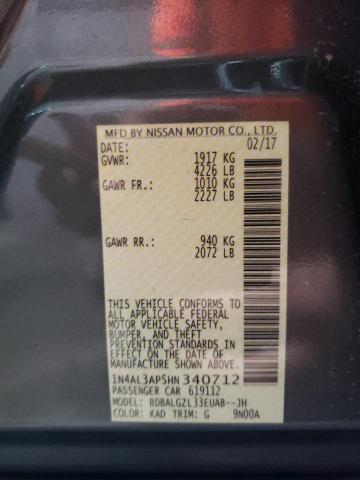 MFD BY NISSAN MOTOR CO., LTD.
DATE: 02/17
GVWR: 1917 KG
4226 LB
GAWR FR.: 1010 KG
2227 LB
GAWR RR.: 940 KG
2072 LB
THIS VEHICLE CONFORMS TO
ALL APPLICABLE FEDERAL
MOTOR VEHICLE SAFETY,
BUMPER, AND THEFT
PREVENTION STANDARDS IN
EFFECT ON THE DATE OF
MANUFACTURE SHOWN ABOVE.
1N4AL3AP5HN 340712
PASSENGER CAR 619112
MODEL: BDBALGZL33EUAB--JH
COLOR: KAD TRIM: G 9N00A